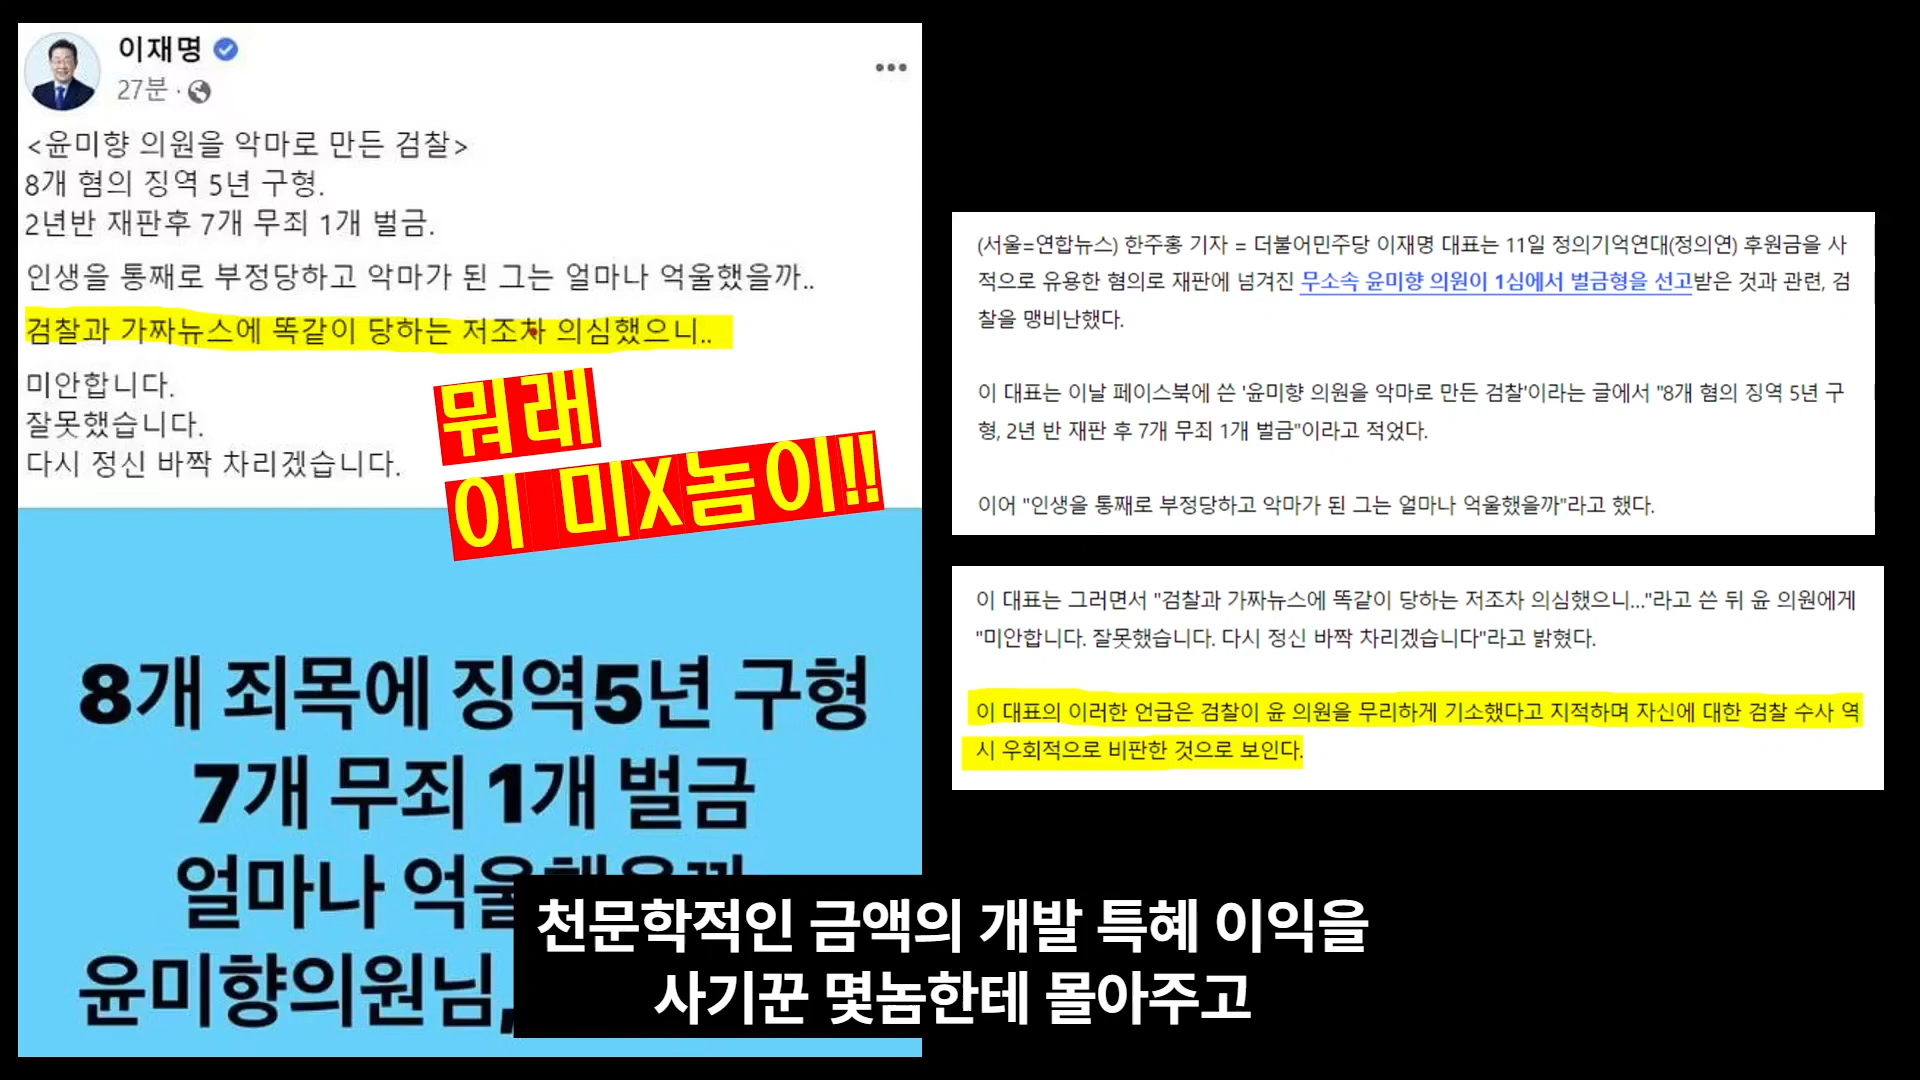 이재명
27분 ·
<윤미향 의원을 악마로 만든 검찰>
8개 혐의 징역 5년 구형.
2년반 재판후 7개 무죄 1개 벌금.
인생을 통째로 부정당하고 악마가 된 그는 얼마나 억울했을까..
검찰과 가짜뉴스에 똑같이 당하는 저조차 의심했으니..
미안합니다.
잘못했습니다.
다시 정신 바짝 차리겠습니다.
뭐래
이 미X놈이!!
8개 죄목에 징역5년 구형
7개 무죄 1개 벌금
얼마나
윤미향의원님,
(서울=연합뉴스) 한주홍 기자 = 더불어민주당 이재명 대표는 11일 정의기억연대(정의연) 후원금을 사
적으로 유용한 혐의로 재판에 넘겨진 무소속 윤미향 의원이 1심에서 벌금형을 선고받은 것과 관련, 검
찰을 맹비난했다.
이 대표는 이날 페이스북에 쓴 '윤미향 의원을 악마로 만든 검찰'이라는 글에서 "8개 혐의 징역 5년 구
형, 2년 반 재판 후 7개 무죄 1개 벌금"이라고 적었다.
이어 "인생을 통째로 부정당하고 악마가 된 그는 얼마나 억울했을까"라고 했다.
이 대표는 그러면서 "검찰과 가짜뉴스에 똑같이 당하는 저조차 의심했으니..."라고 쓴 뒤 윤 의원에게
"미안합니다. 잘못했습니다. 다시 정신 바짝 차리겠습니다"라고 밝혔다.
이 대표의 이러한 언급은 검찰이 윤 의원을 무리하게 기소했다고 지적하며 자신에 대한 검찰 수사 역
시 우회적으로 비판한 것으로 보인다.
천문학적인 금액의 개발 특혜 이익을
사기꾼 몇놈한테 몰아주고